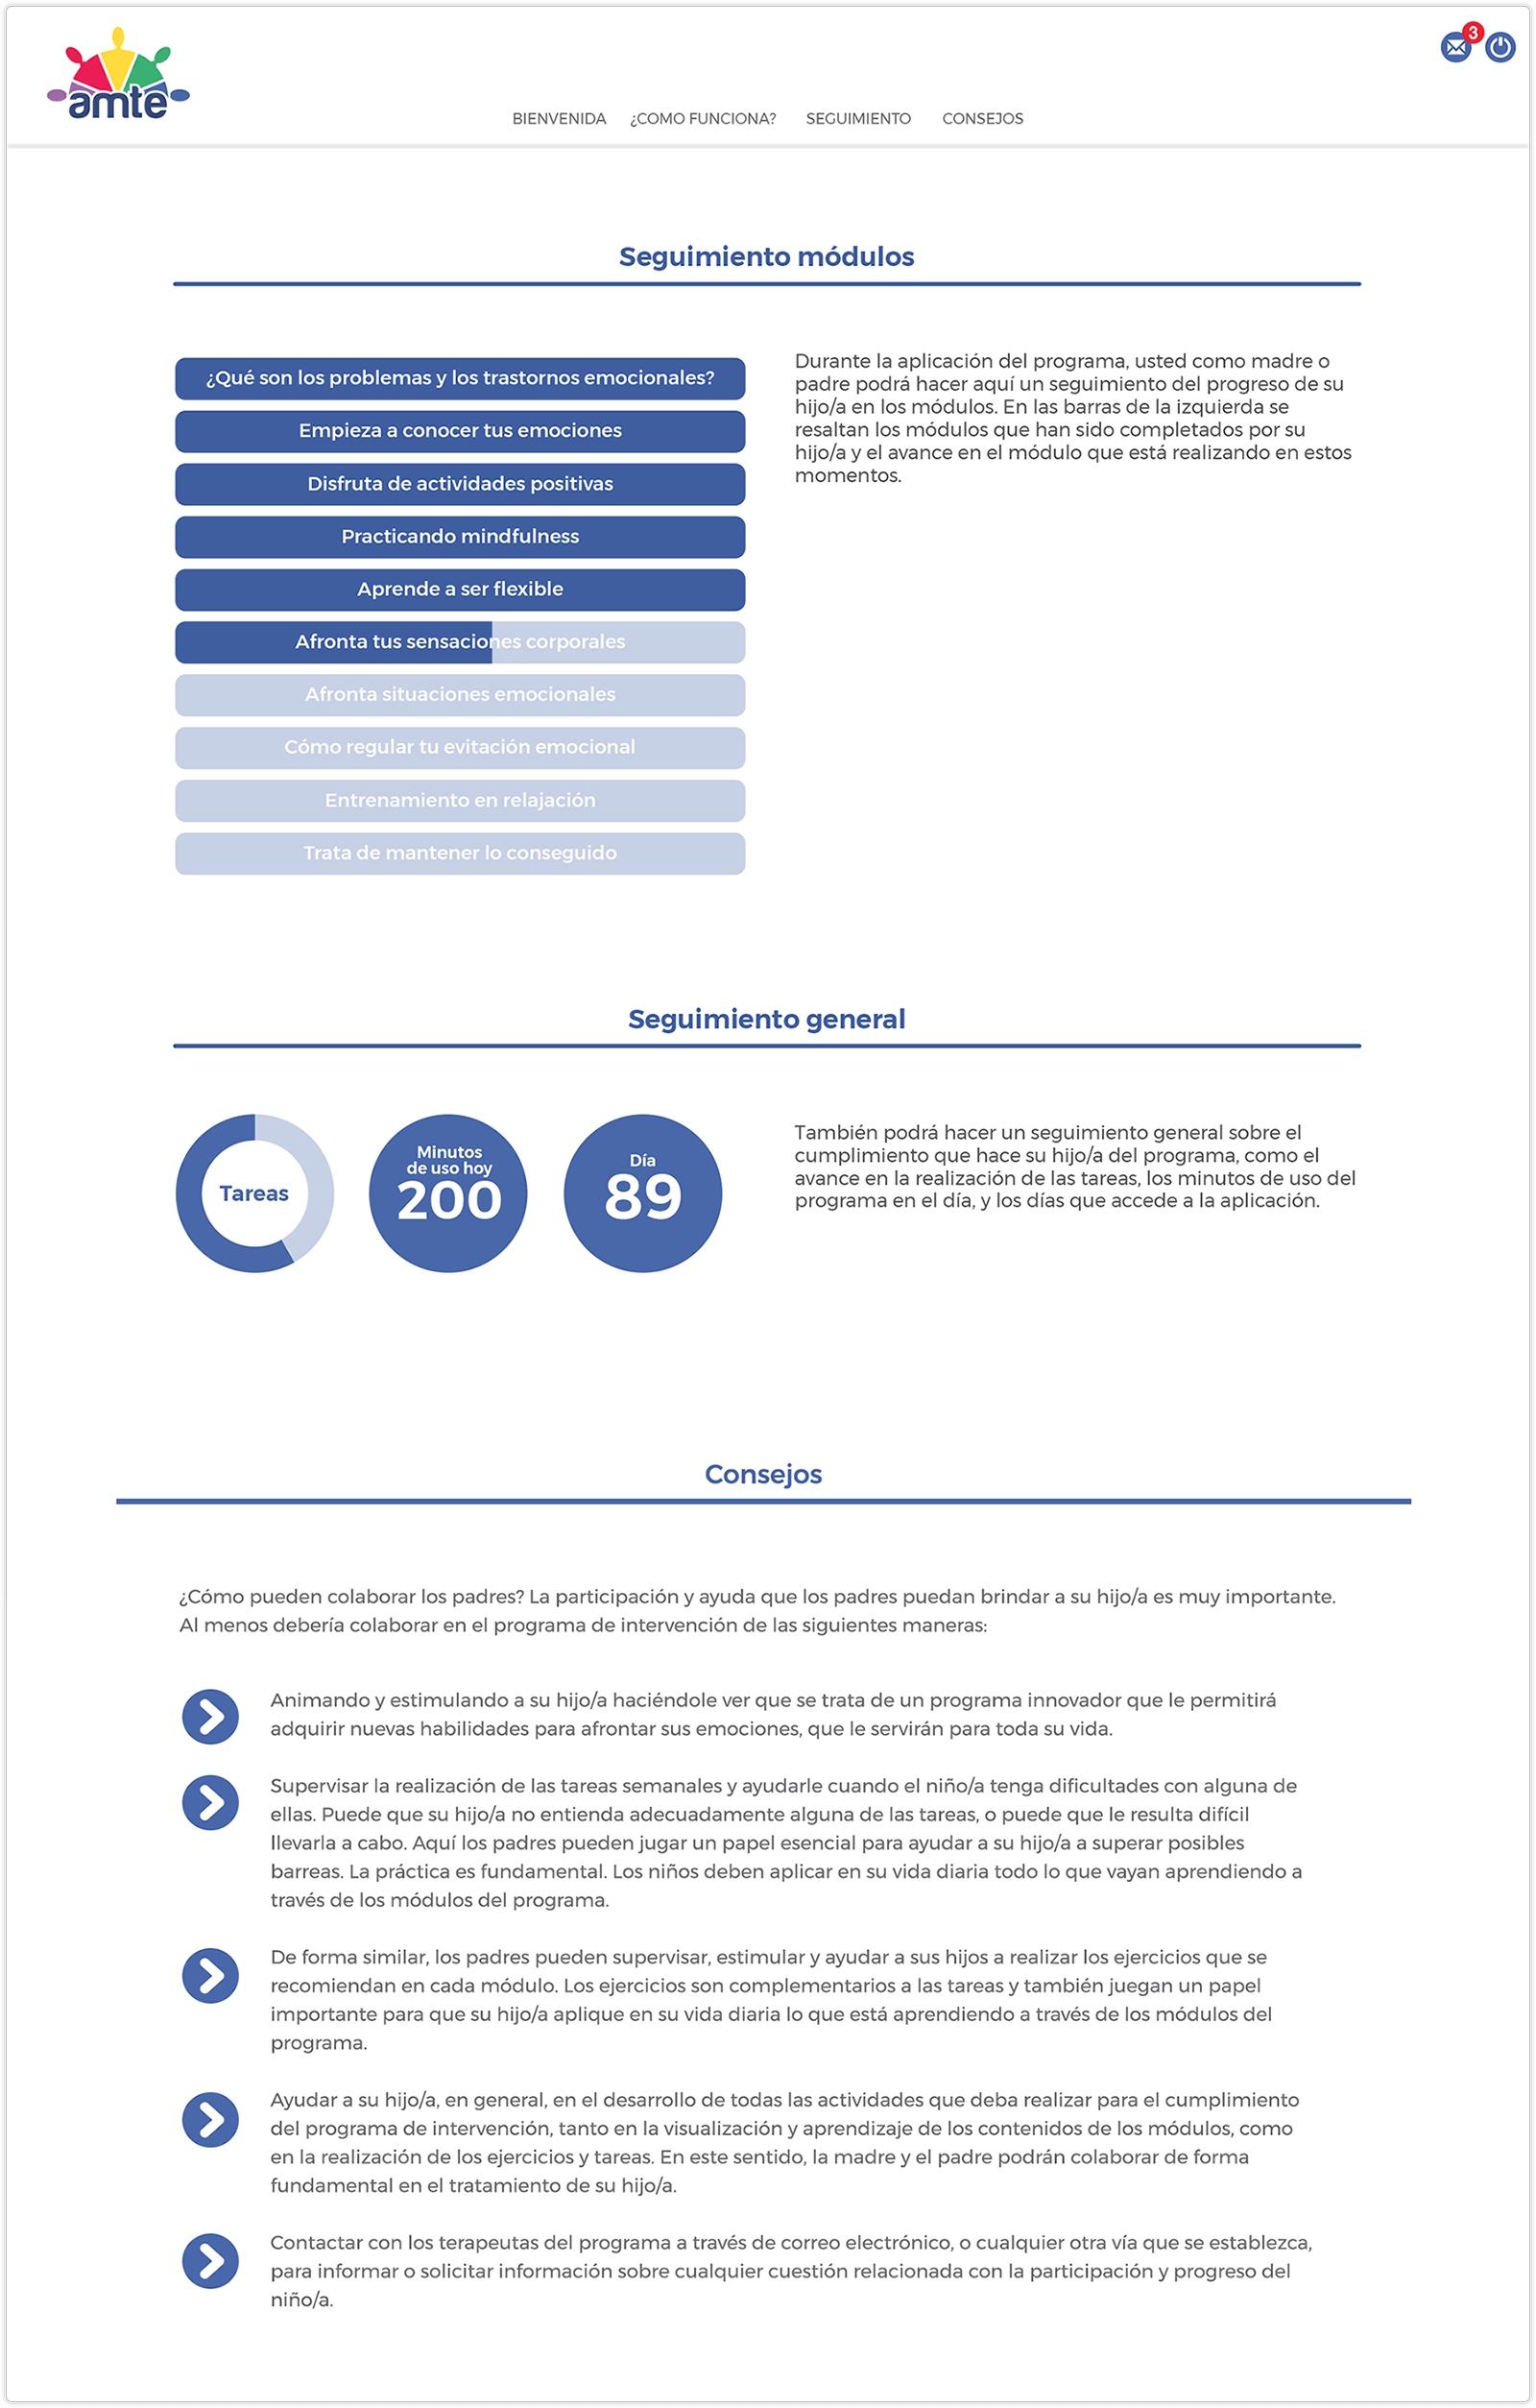 amte
3
BIENVENIDA ¿COMO FUNCIONA? SEGUIMIENTO CONSEJOS
Seguimiento módulos
¿Qué son los problemas y los trastornos emocionales?
Empieza a conocer tus emociones
Disfruta de actividades positivas
Practicando mindfulness
Aprende a ser flexible
Afronta tus sensaciones corporales
Afronta situaciones emocionales
Cómo regular tu evitación emocional
Entrenamiento en relajación
Trata de mantener lo conseguido
Durante la aplicación del programa, usted como madre o
padre podrá hacer aquí un seguimiento del progreso de su
hijo/a en los módulos. En las barras de la izquierda se
resaltan los módulos que han sido completados por su
hijo/a y el avance en el módulo que está realizando en estos
momentos.
Seguimiento general
Tareas
Minutos
de uso hoy
200
Día
89
También podrá hacer un seguimiento general sobre el
cumplimiento que hace su hijo/a del programa, como el
avance en la realización de las tareas, los minutos de uso del
programa en el día, y los días que accede a la aplicación.
Consejos
¿Cómo pueden colaborar los padres? La participación y ayuda que los padres puedan brindar a su hijo/a es muy importante.
Al menos debería colaborar en el programa de intervención de las siguientes maneras:
Animando y estimulando a su hijo/a haciéndole ver que se trata de un programa innovador que le permitirá
adquirir nuevas habilidades para afrontar sus emociones, que le servirán para toda su vida.
Supervisar la realización de las tareas semanales y ayudarle cuando el niño/a tenga dificultades con alguna de
ellas. Puede que su hijo/a no entienda adecuadamente alguna de las tareas, o puede que le resulta difícil
llevarla a cabo. Aquí los padres pueden jugar un papel esencial para ayudar a su hijo/a a superar posibles
barreas. La práctica es fundamental. Los niños deben aplicar en su vida diaria todo lo que vayan aprendiendo a
través de los módulos del programa.
De forma similar, los padres pueden supervisar, estimular y ayudar a sus hijos a realizar los ejercicios que se
recomiendan en cada módulo. Los ejercicios son complementarios a las tareas y también juegan un papel
importante para que su hijo/a aplique en su vida diaria lo que está aprendiendo a través de los módulos del
programa.
Ayudar a su hijo/a, en general, en el desarrollo de todas las actividades que deba realizar para el cumplimiento
del programa de intervención, tanto en la visualización y aprendizaje de los contenidos de los módulos, como
en la realización de los ejercicios y tareas. En este sentido, la madre y el padre podrán colaborar de forma
fundamental en el tratamiento de su hijo/a.
Contactar con los terapeutas del programa a través de correo electrónico, o cualquier otra vía que se establezca,
para informar o solicitar información sobre cualquier cuestión relacionada con la participación y progreso del
niño/a.